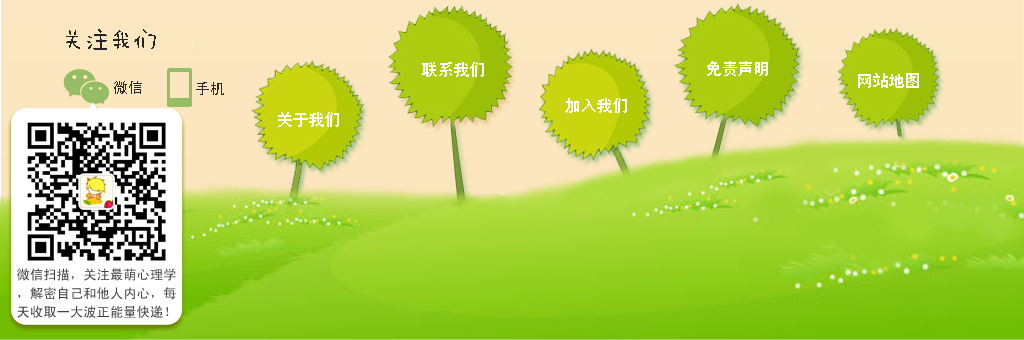 关注我们
微信
手机
关于我们
联系我们
加入我们
免责声明
网站地图
微信扫描，关注最萌心理学
，解密自己和他人内心，每
天收取一大波正能量快递！